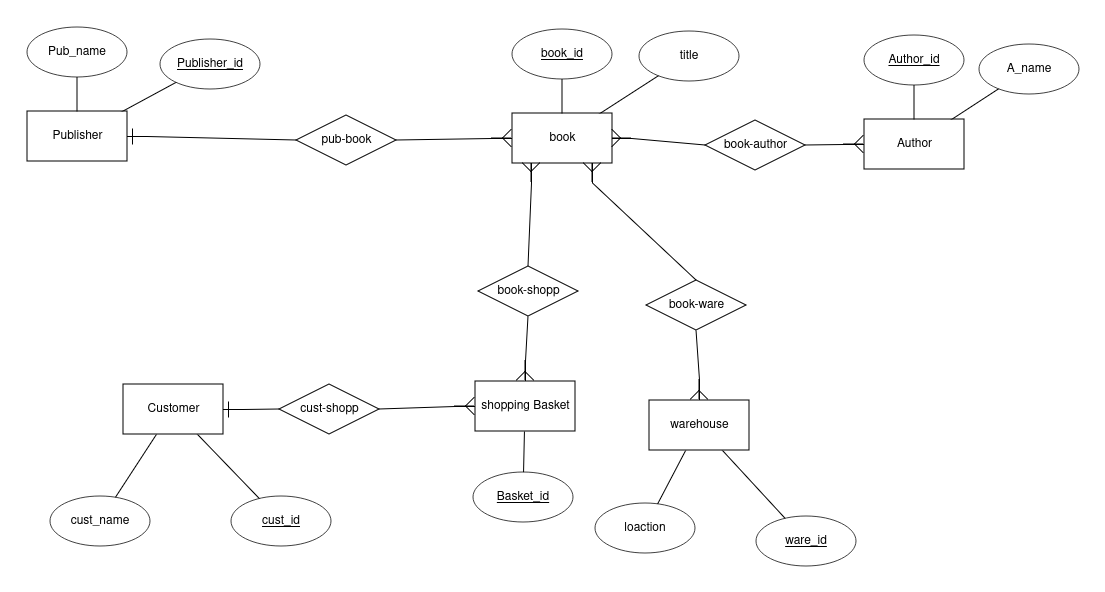 Pub_name
Publisher_id
book_id
title
Author_id
A_name
Publisher
pub-book
book
book-author
Author
book-shopp
book-ware
Customer
cust-shopp
shopping Basket
warehouse
cust_name
cust_id
Basket_id
loaction
ware_id